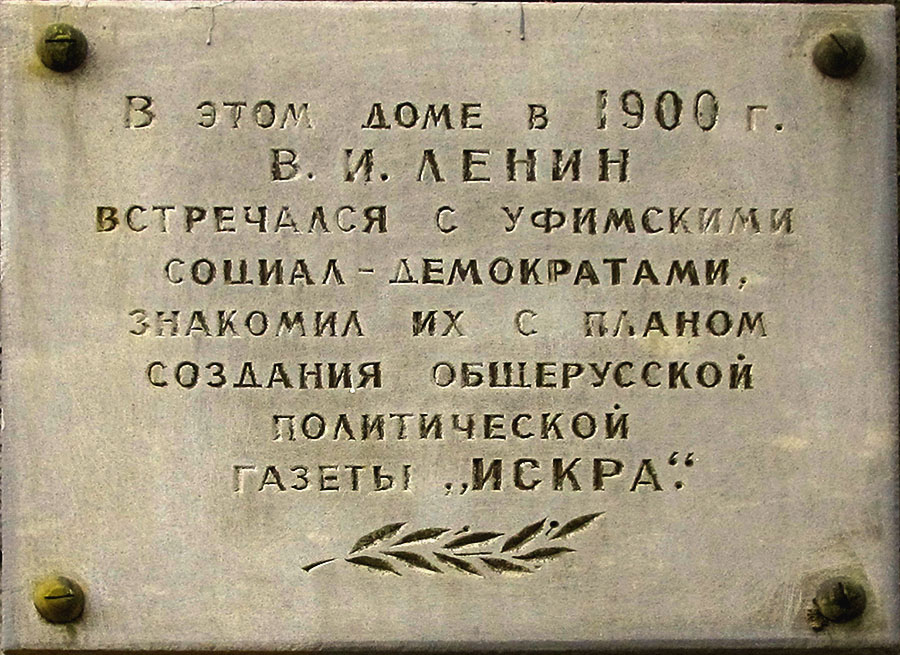 В ЭТОМ ДОМЕ В 1900 Г.
В. И. ЛЕНИН
ВСТРЕЧАЛСЯ С УФИМСКИМИ
СОЦИАЛ-ДЕМОКРАТАМИ,
ЗНАКОМИЛ ИХ С ПЛАНОМ
СОЗДАНИЯ ОБЩЕРУССКОЙ
ПОЛИТИЧЕСКОЙ
ГАЗЕТЫ „ИСКРА“.